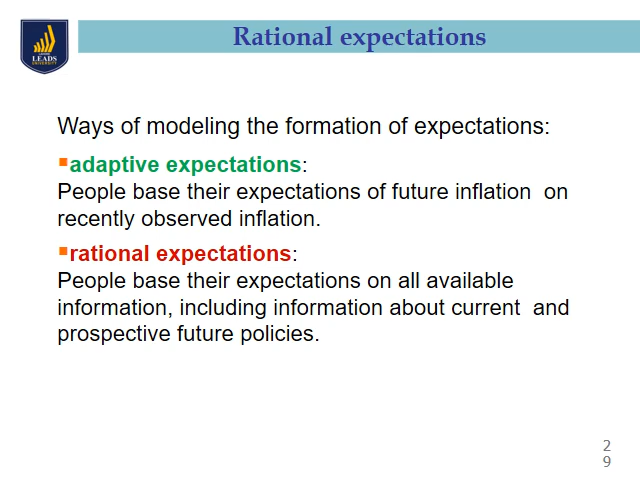 Rational expectations
LEADS
UNIVERSITY
Ways of modeling the formation of expectations:
adaptive expectations:
People base their expectations of future inflation on
recently observed inflation.
rational expectations:
People base their expectations on all available
information, including information about current and
prospective future policies.
2
9